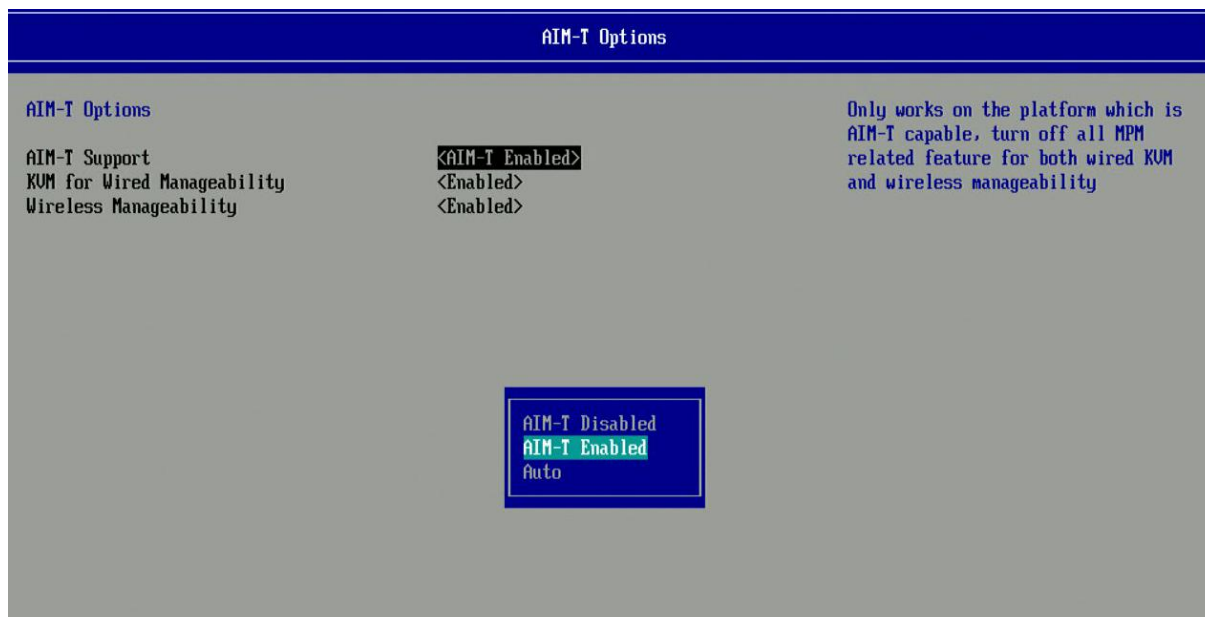 AIM-T Options
AIM-T Options
AIM-T Support <AIM-T Enabled>
KVM for Wired Manageability <Enabled>
Wireless Manageability <Enabled>
Only works on the platform which is
AIM-T capable, turn off all MPM
related feature for both wired KVM
and wireless manageability
AIM-T Disabled
AIM-T Enabled
Auto